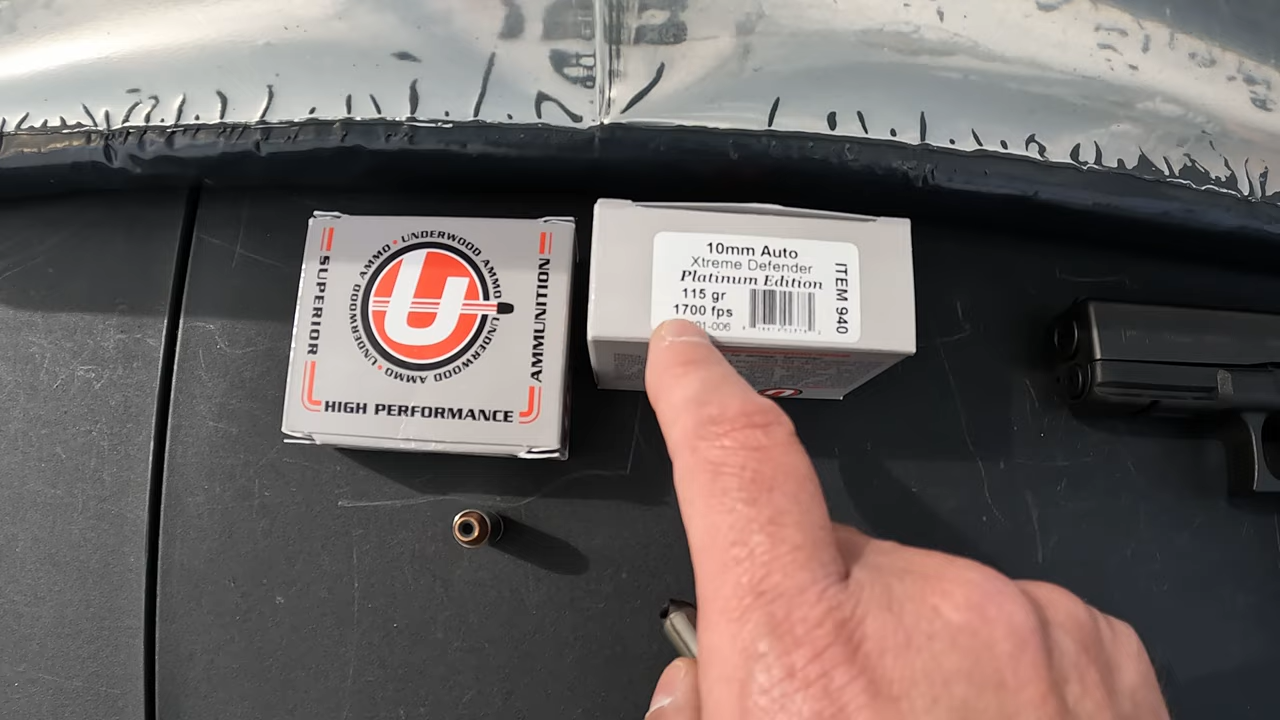 UNDERWOOD AMMO • UNDERWOOD AMMO • UNDERWOOD AMMO
U
SUPERIOR
AMMUNITION
HIGH PERFORMANCE
10mm Auto
Xtreme Defender
Platinum Edition
115 gr
1700 fps
ITEM 940